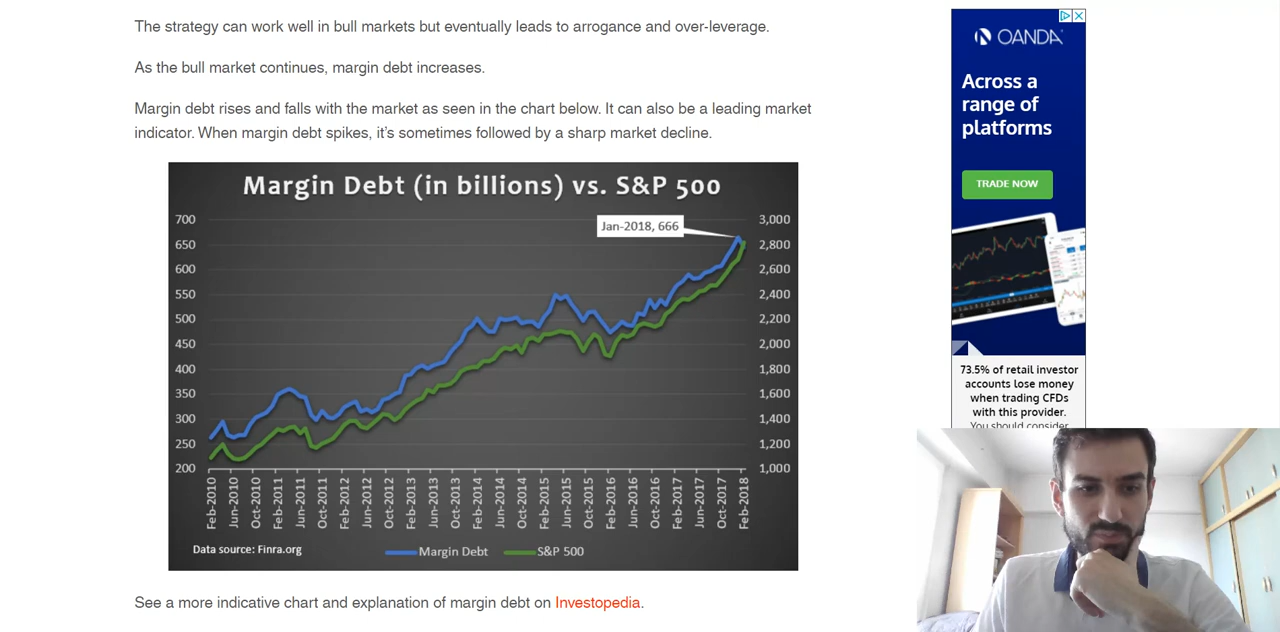 The strategy can work well in bull markets but eventually leads to arrogance and over-leverage.
As the bull market continues, margin debt increases.
Margin debt rises and falls with the market as seen in the chart below. It can also be a leading market
indicator. When margin debt spikes, it’s sometimes followed by a sharp market decline.
Margin Debt (in billions) vs. S&P 500
Jan-2018, 666
700
650
600
550
500
450
400
350
300
250
200
3,000
2,800
2,600
2,400
2,200
2,000
1,800
1,600
1,400
1,200
1,000
Feb-2010
Jun-2010
Oct-2010
Feb-2011
Jun-2011
Oct-2011
Feb-2012
Jun-2012
Oct-2012
Feb-2013
Jun-2013
Oct-2013
Feb-2014
Jun-2014
Oct-2014
Feb-2015
Jun-2015
Oct-2015
Feb-2016
Jun-2016
Oct-2016
Feb-2017
Jun-2017
Oct-2017
Feb-2018
Data source: Finra.org
Margin Debt
S&P 500
See a more indicative chart and explanation of margin debt on Investopedia.
OANDA
Across a
range of
platforms
TRADE NOW
73.5% of retail investor
accounts lose money
when trading CFDs
with this provider.
You should consider